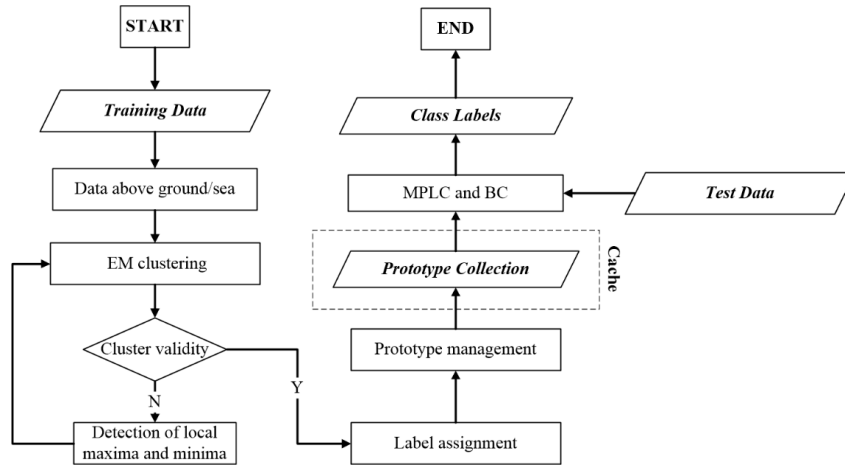 START
Training Data
Data above ground/sea
EM clustering
Cluster validity
N
Y
Detection of local
maxima and minima
Label assignment
Prototype management
Prototype Collection
Cache
MPLC and BC
Test Data
Class Labels
END